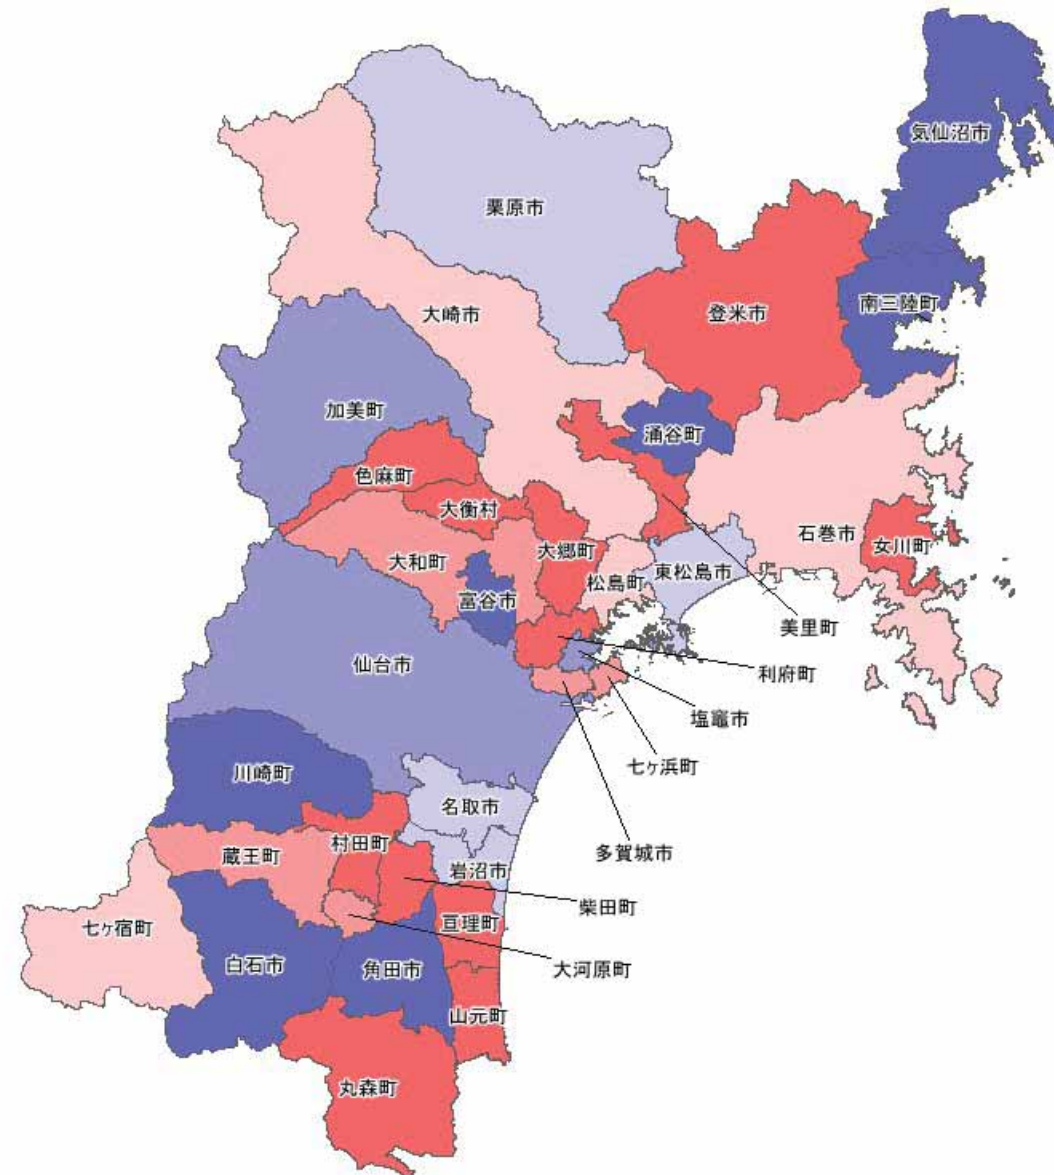 気仙沼市
栗原市
南三陸町
登米市
大崎市
加美町
涌谷町
色麻町
大衡村
石巻市
女川町
大郷町
大和町
松島町
東松島市
富谷市
美里町
仙台市
利府町
塩竈市
七ヶ浜町
川崎町
名取市
多賀城市
村田町
蔵王町
岩沼市
柴田町
七ヶ宿町
亘理町
白石市
角田市
大河原町
山元町
丸森町